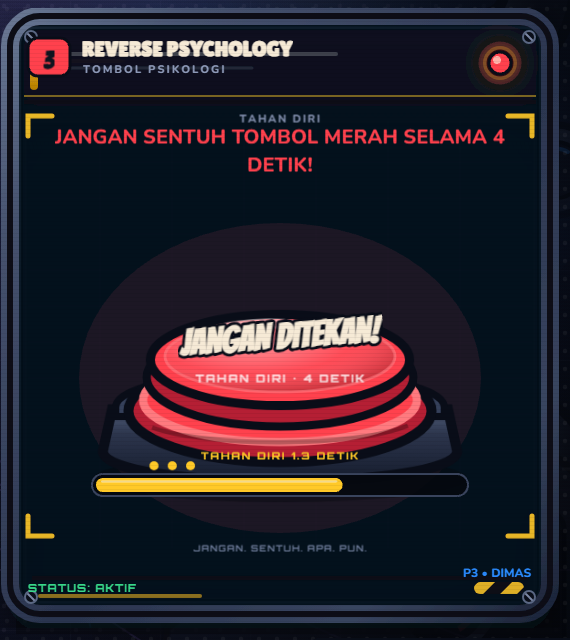 3
REVERSE PSYCHOLOGY
TOMBOL PSIKOLOGI
TAHAN DIRI
JANGAN SENTUH TOMBOL MERAH SELAMA 4
DETIK!
JANGAN DITEKAN!
TAHAN DIRI · 4 DETIK
TAHAN DIRI 1.3 DETIK
JANGAN. SENTUH. APA. PUN.
P3 • DIMAS
STATUS: AKTIF